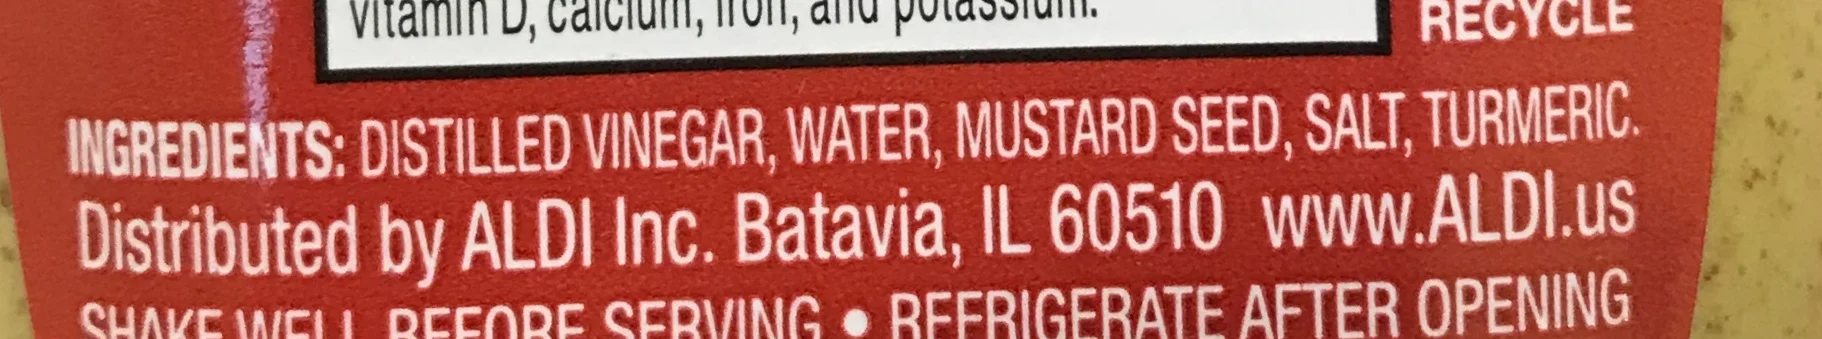 vitamin D, calcium, iron, and potassium.
RECYCLE
INGREDIENTS: DISTILLED VINEGAR, WATER, MUSTARD SEED, SALT, TURMERIC.
Distributed by ALDI Inc. Batavia, IL 60510 www.ALDI.us
SHAKE WELL BEFORE SERVING • REFRIGERATE AFTER OPENING